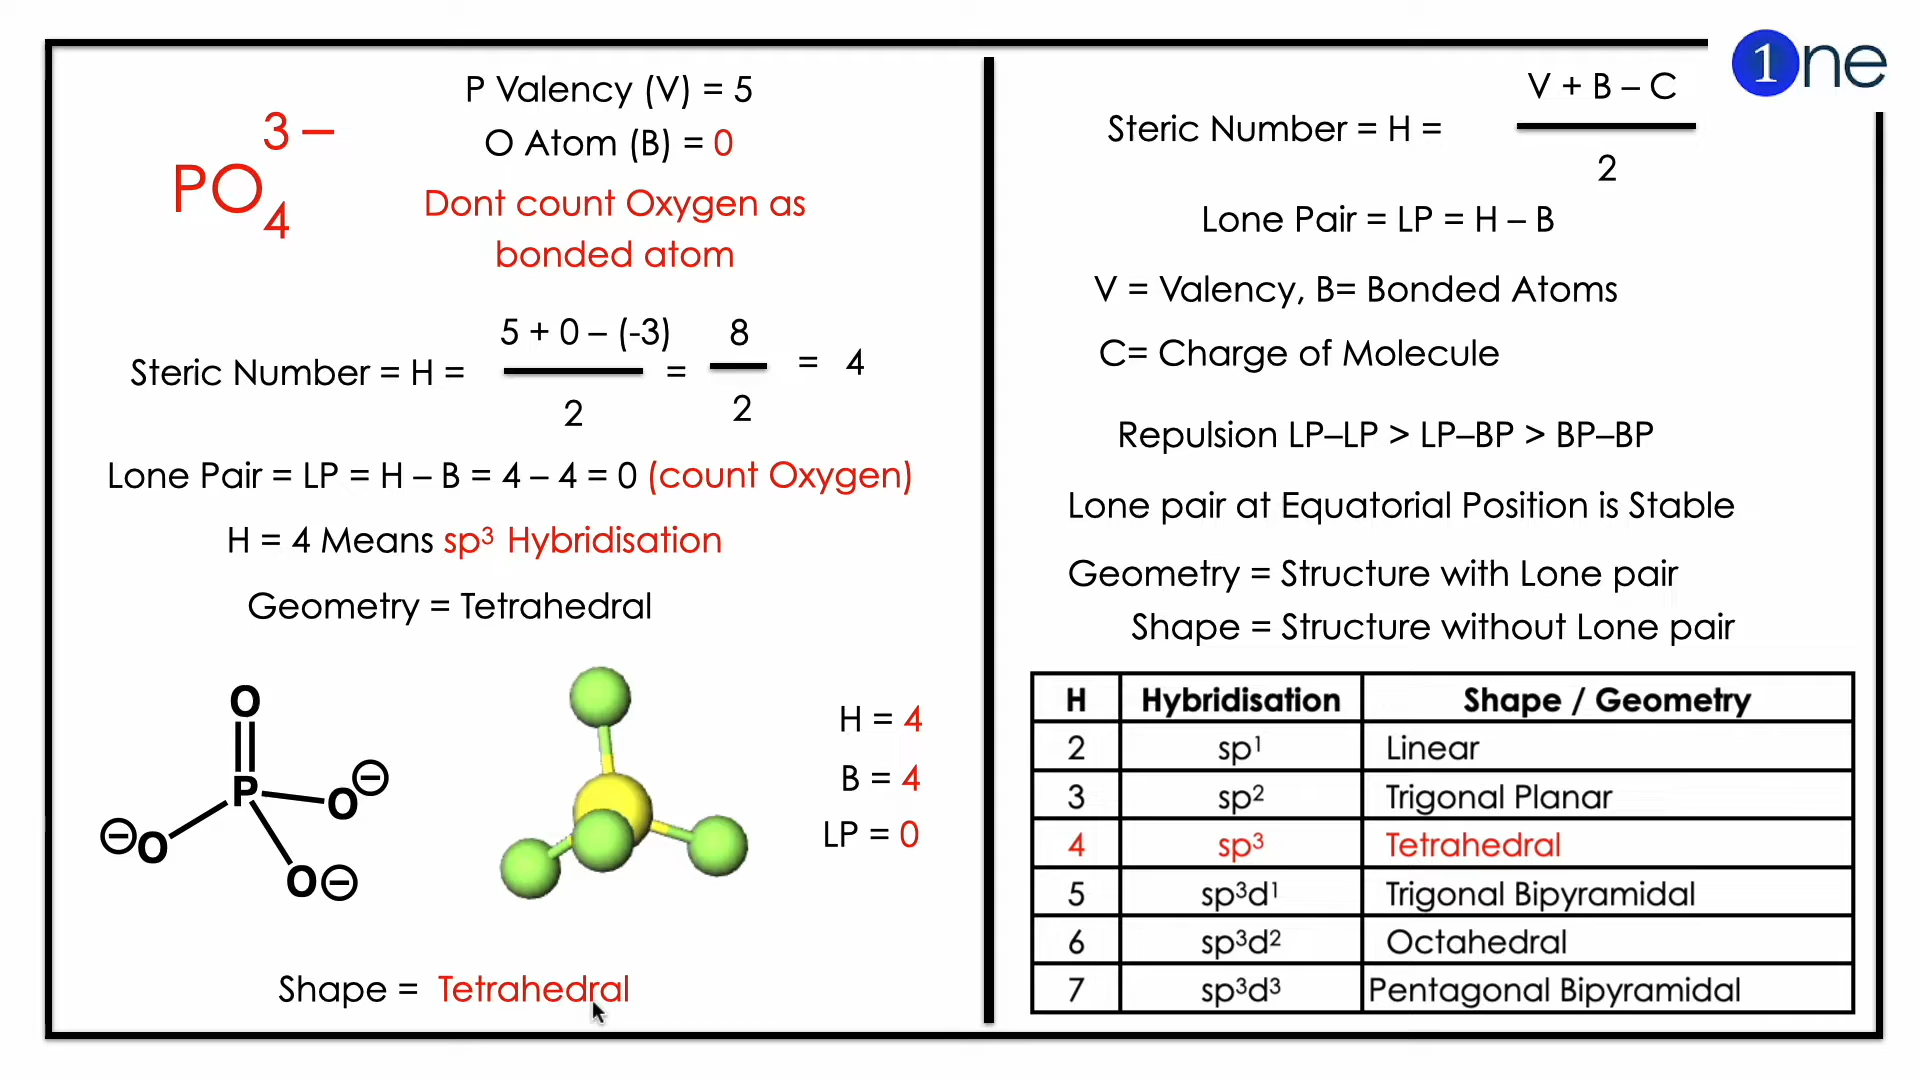 P Valency (V) = 5
O Atom (B) = 0
Dont count Oxygen as
bonded atom
PO₄³⁻
Steric Number = H = 5 + 0 – (-3) / 2 = 8 / 2 = 4
Lone Pair = LP = H – B = 4 – 4 = 0 (count Oxygen)
H = 4 Means sp³ Hybridisation
Geometry = Tetrahedral
O
P
O⊖
⊖O
O⊖
H = 4
B = 4
LP = 0
Shape = Tetrahedral
1ne
Steric Number = H = V + B – C / 2
Lone Pair = LP = H – B
V = Valency, B= Bonded Atoms
C= Charge of Molecule
Repulsion LP–LP > LP–BP > BP–BP
Lone pair at Equatorial Position is Stable
Geometry = Structure with Lone pair
Shape = Structure without Lone pair
H Hybridisation Shape / Geometry
2 sp¹ Linear
3 sp² Trigonal Planar
4 sp³ Tetrahedral
5 sp³d¹ Trigonal Bipyramidal
6 sp³d² Octahedral
7 sp³d³ Pentagonal Bipyramidal